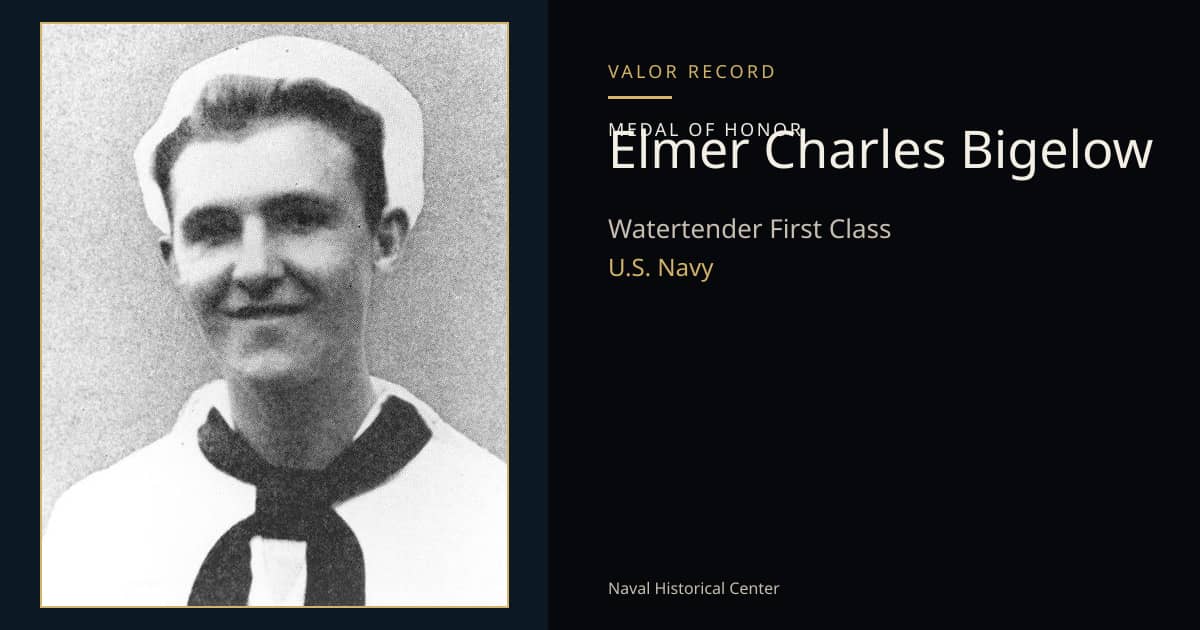 VALOR RECORD
MEDAL OF HONOR
Elmer Charles Bigelow
Watertender First Class
U.S. Navy
Naval Historical Center